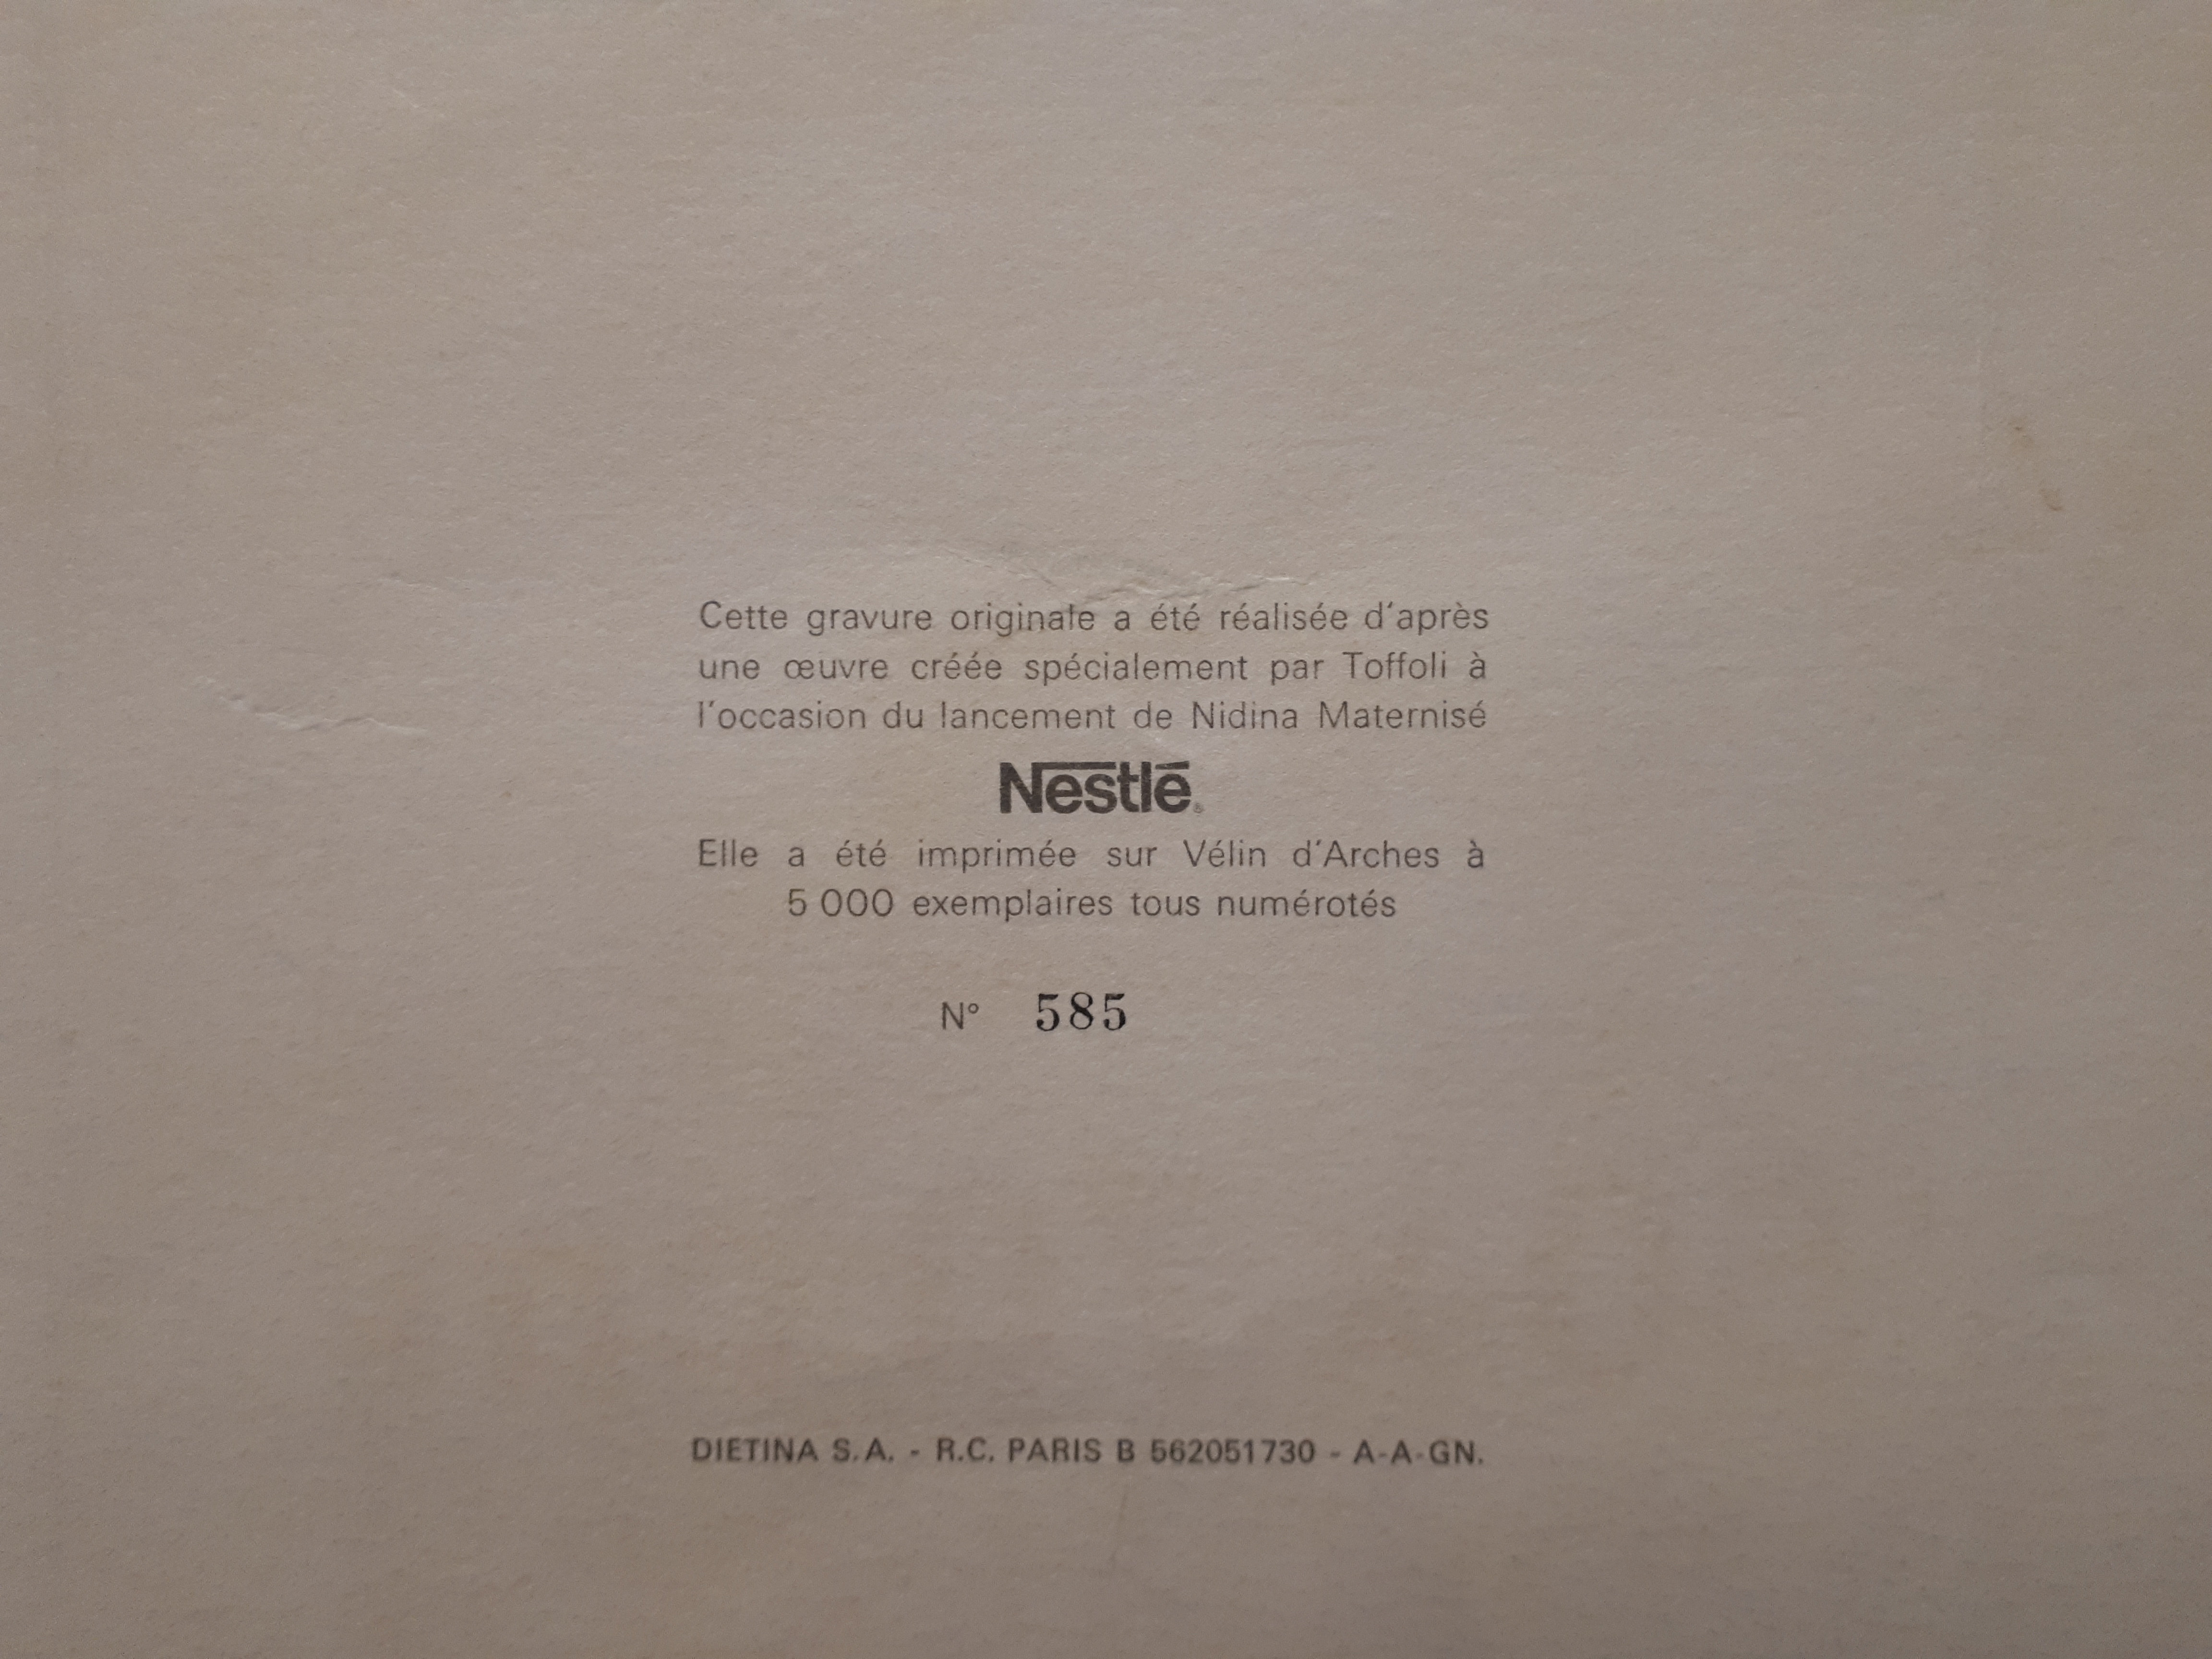 Cette gravure originale a été réalisée d'après
une œuvre créée spécialement par Toffoli à
l'occasion du lancement de Nidina Maternisé
Nestlé®
Elle a été imprimée sur Vélin d'Arches à
5 000 exemplaires tous numérotés
N° 585
DIETINA S.A. - R.C. PARIS B 562051730 - A-A-GN.